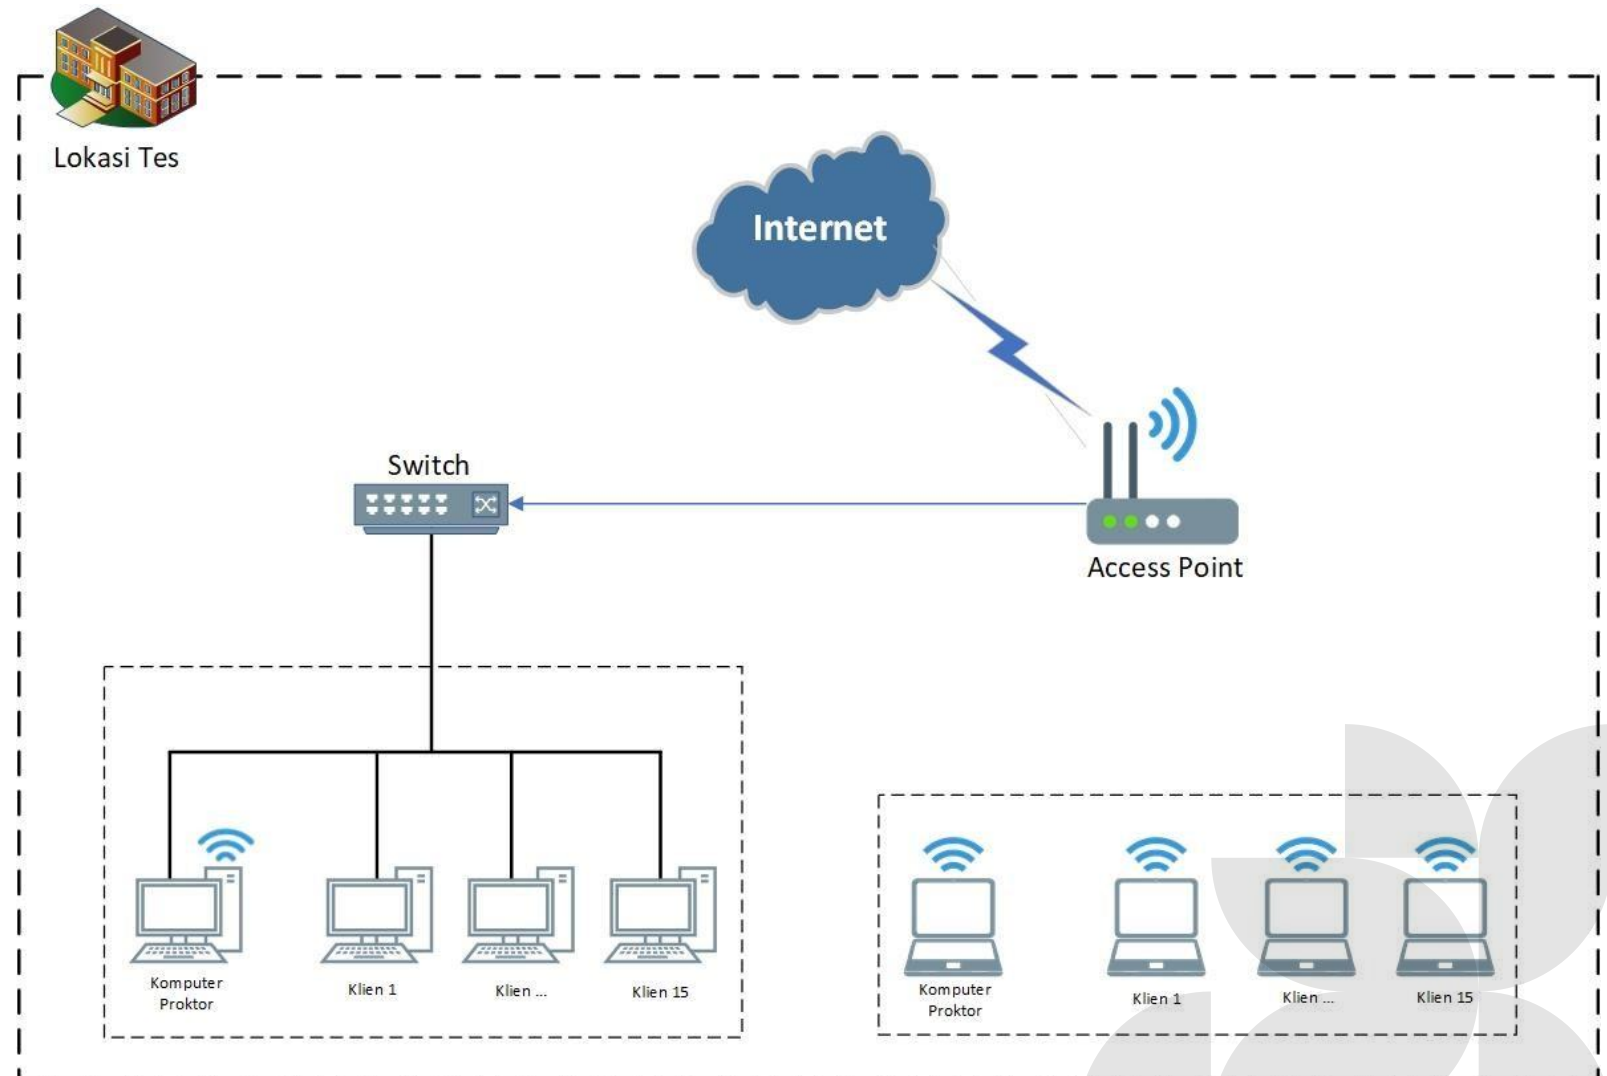 Lokasi Tes
Internet
Switch
Access Point
Komputer
Proktor
Klien 1
Klien ...
Klien 15
Komputer
Proktor
Klien 1
Klien ...
Klien 15